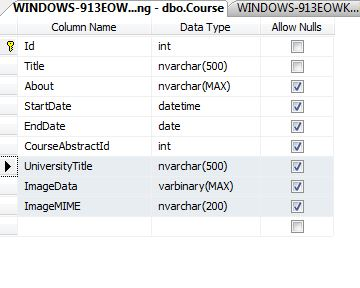 WINDOWS-913EOW...ng - dbo.Course WINDOWS-913EOWK...
Column Name Data Type Allow Nulls
Id int
Title nvarchar(500)
About nvarchar(MAX)
StartDate datetime
EndDate date
CourseAbstractId int
UniversityTitle nvarchar(500)
ImageData varbinary(MAX)
ImageMIME nvarchar(200)